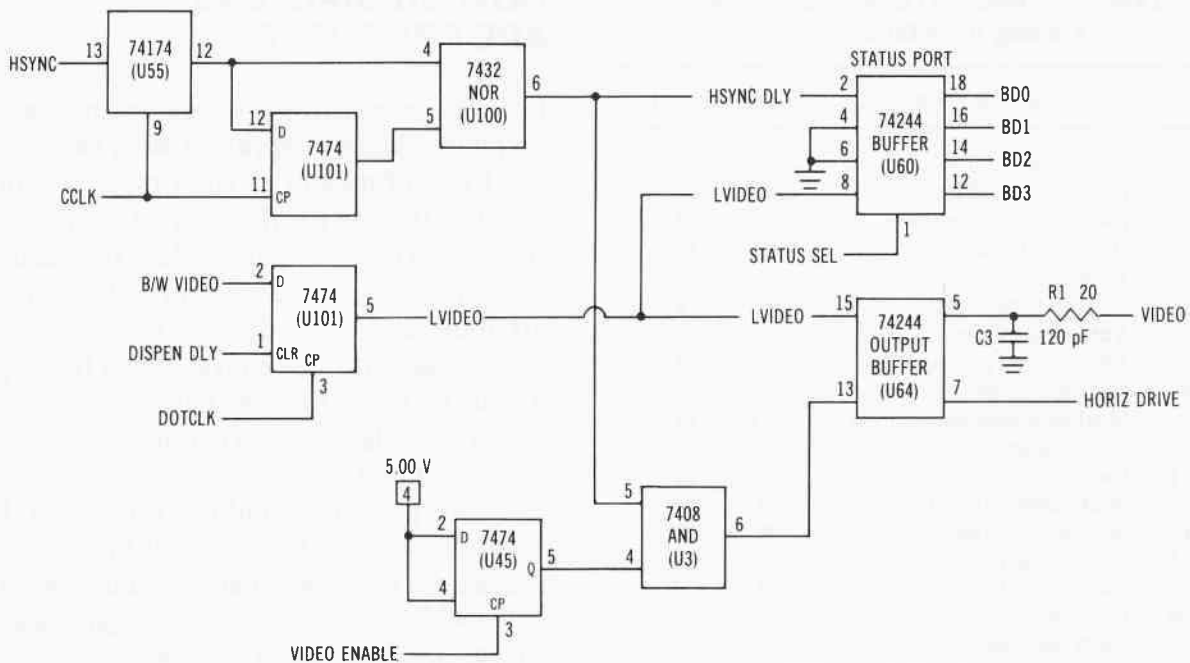 HSYNC
13
74174
(U55)
12
9
CCLK
12
D
7474
(U101)
11
CP
4
7432
NOR
(U100)
5
6
HSYNC DLY
STATUS PORT
2
4
6
8
74244
BUFFER
(U60)
18
BD0
16
BD1
14
BD2
12
BD3
1
LVIDEO
STATUS SEL
B/W VIDEO
2
D
7474
(U101)
5
LVIDEO
DISPEN DLY
1
CLR
CP
3
DOTCLK
LVIDEO
15
74244
OUTPUT
BUFFER
(U64)
13
5
7
R1 20
VIDEO
C3
120 pF
HORIZ DRIVE
5.00 V
4
2
D
7474
(U45)
Q
5
4
CP
3
VIDEO ENABLE
5
7408
AND
(U3)
4
6